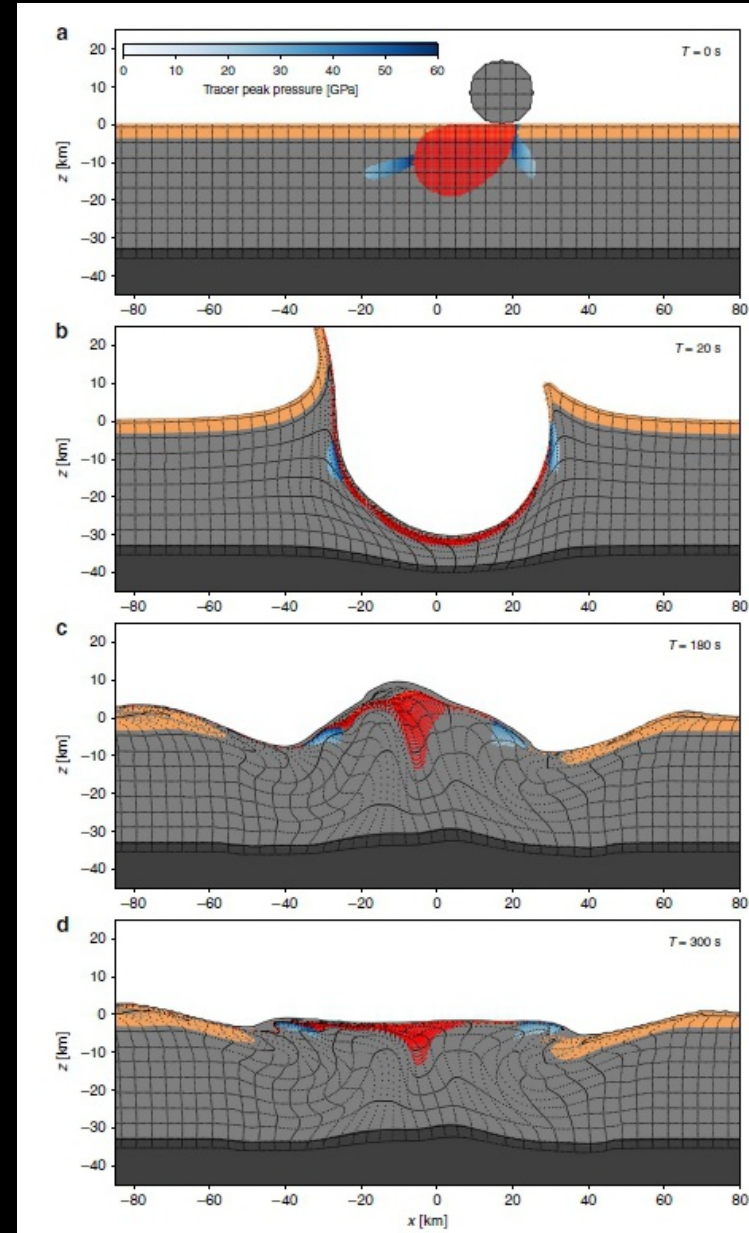 a
20
10
0
−10
−20
−30
−40
z [km]
0 10 20 30 40 50 60
Tracer peak pressure [GPa]
T = 0 s
−80 −60 −40 −20 0 20 40 60 80
b
20
10
0
−10
−20
−30
−40
z [km]
T = 20 s
−80 −60 −40 −20 0 20 40 60 80
c
20
10
0
−10
−20
−30
−40
z [km]
T = 180 s
−80 −60 −40 −20 0 20 40 60 80
d
20
10
0
−10
−20
−30
−40
z [km]
T = 300 s
−80 −60 −40 −20 0 20 40 60 80
x [km]